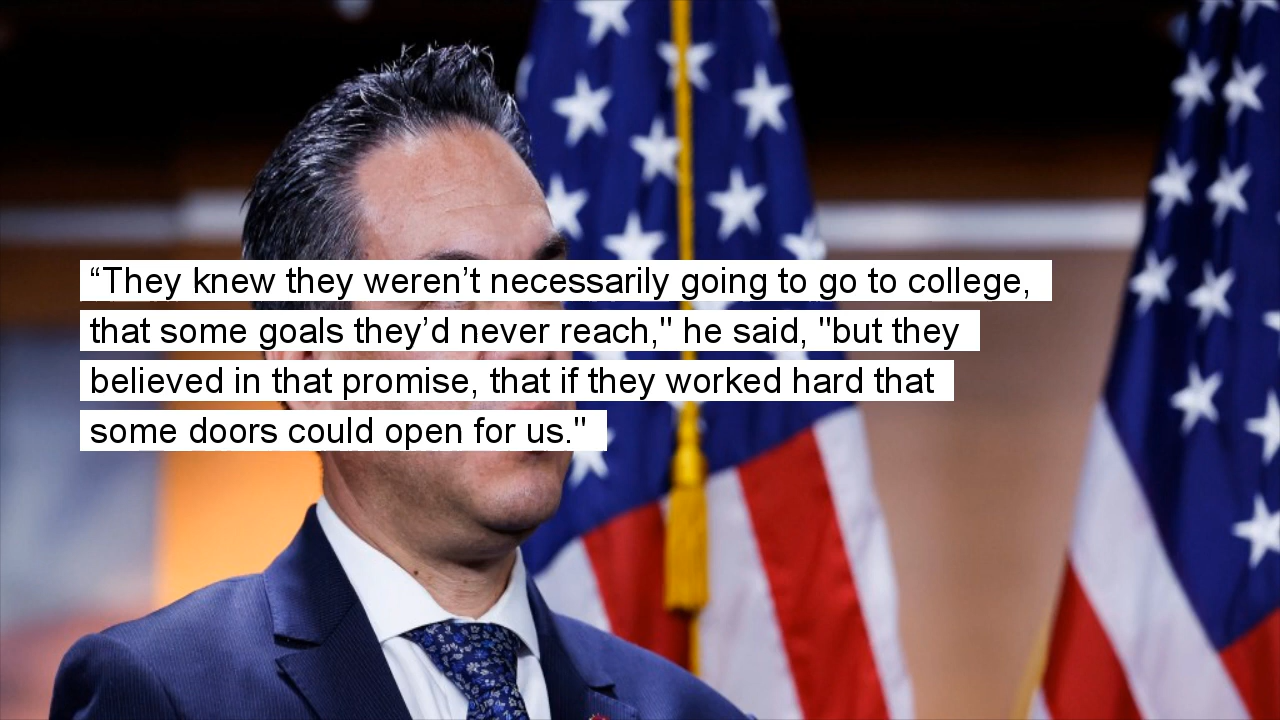 “They knew they weren’t necessarily going to go to college,
that some goals they’d never reach," he said, "but they
believed in that promise, that if they worked hard that
some doors could open for us."